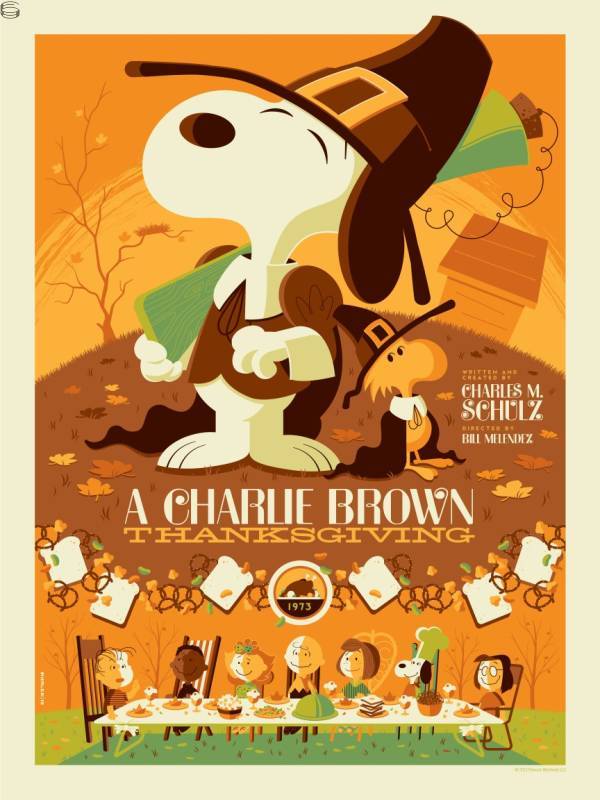 WRITTEN AND
CREATED BY
CHARLES M.
SCHULZ
DIRECTED BY
BILL MELENDEZ
A CHARLIE BROWN
THANKSGIVING
1973